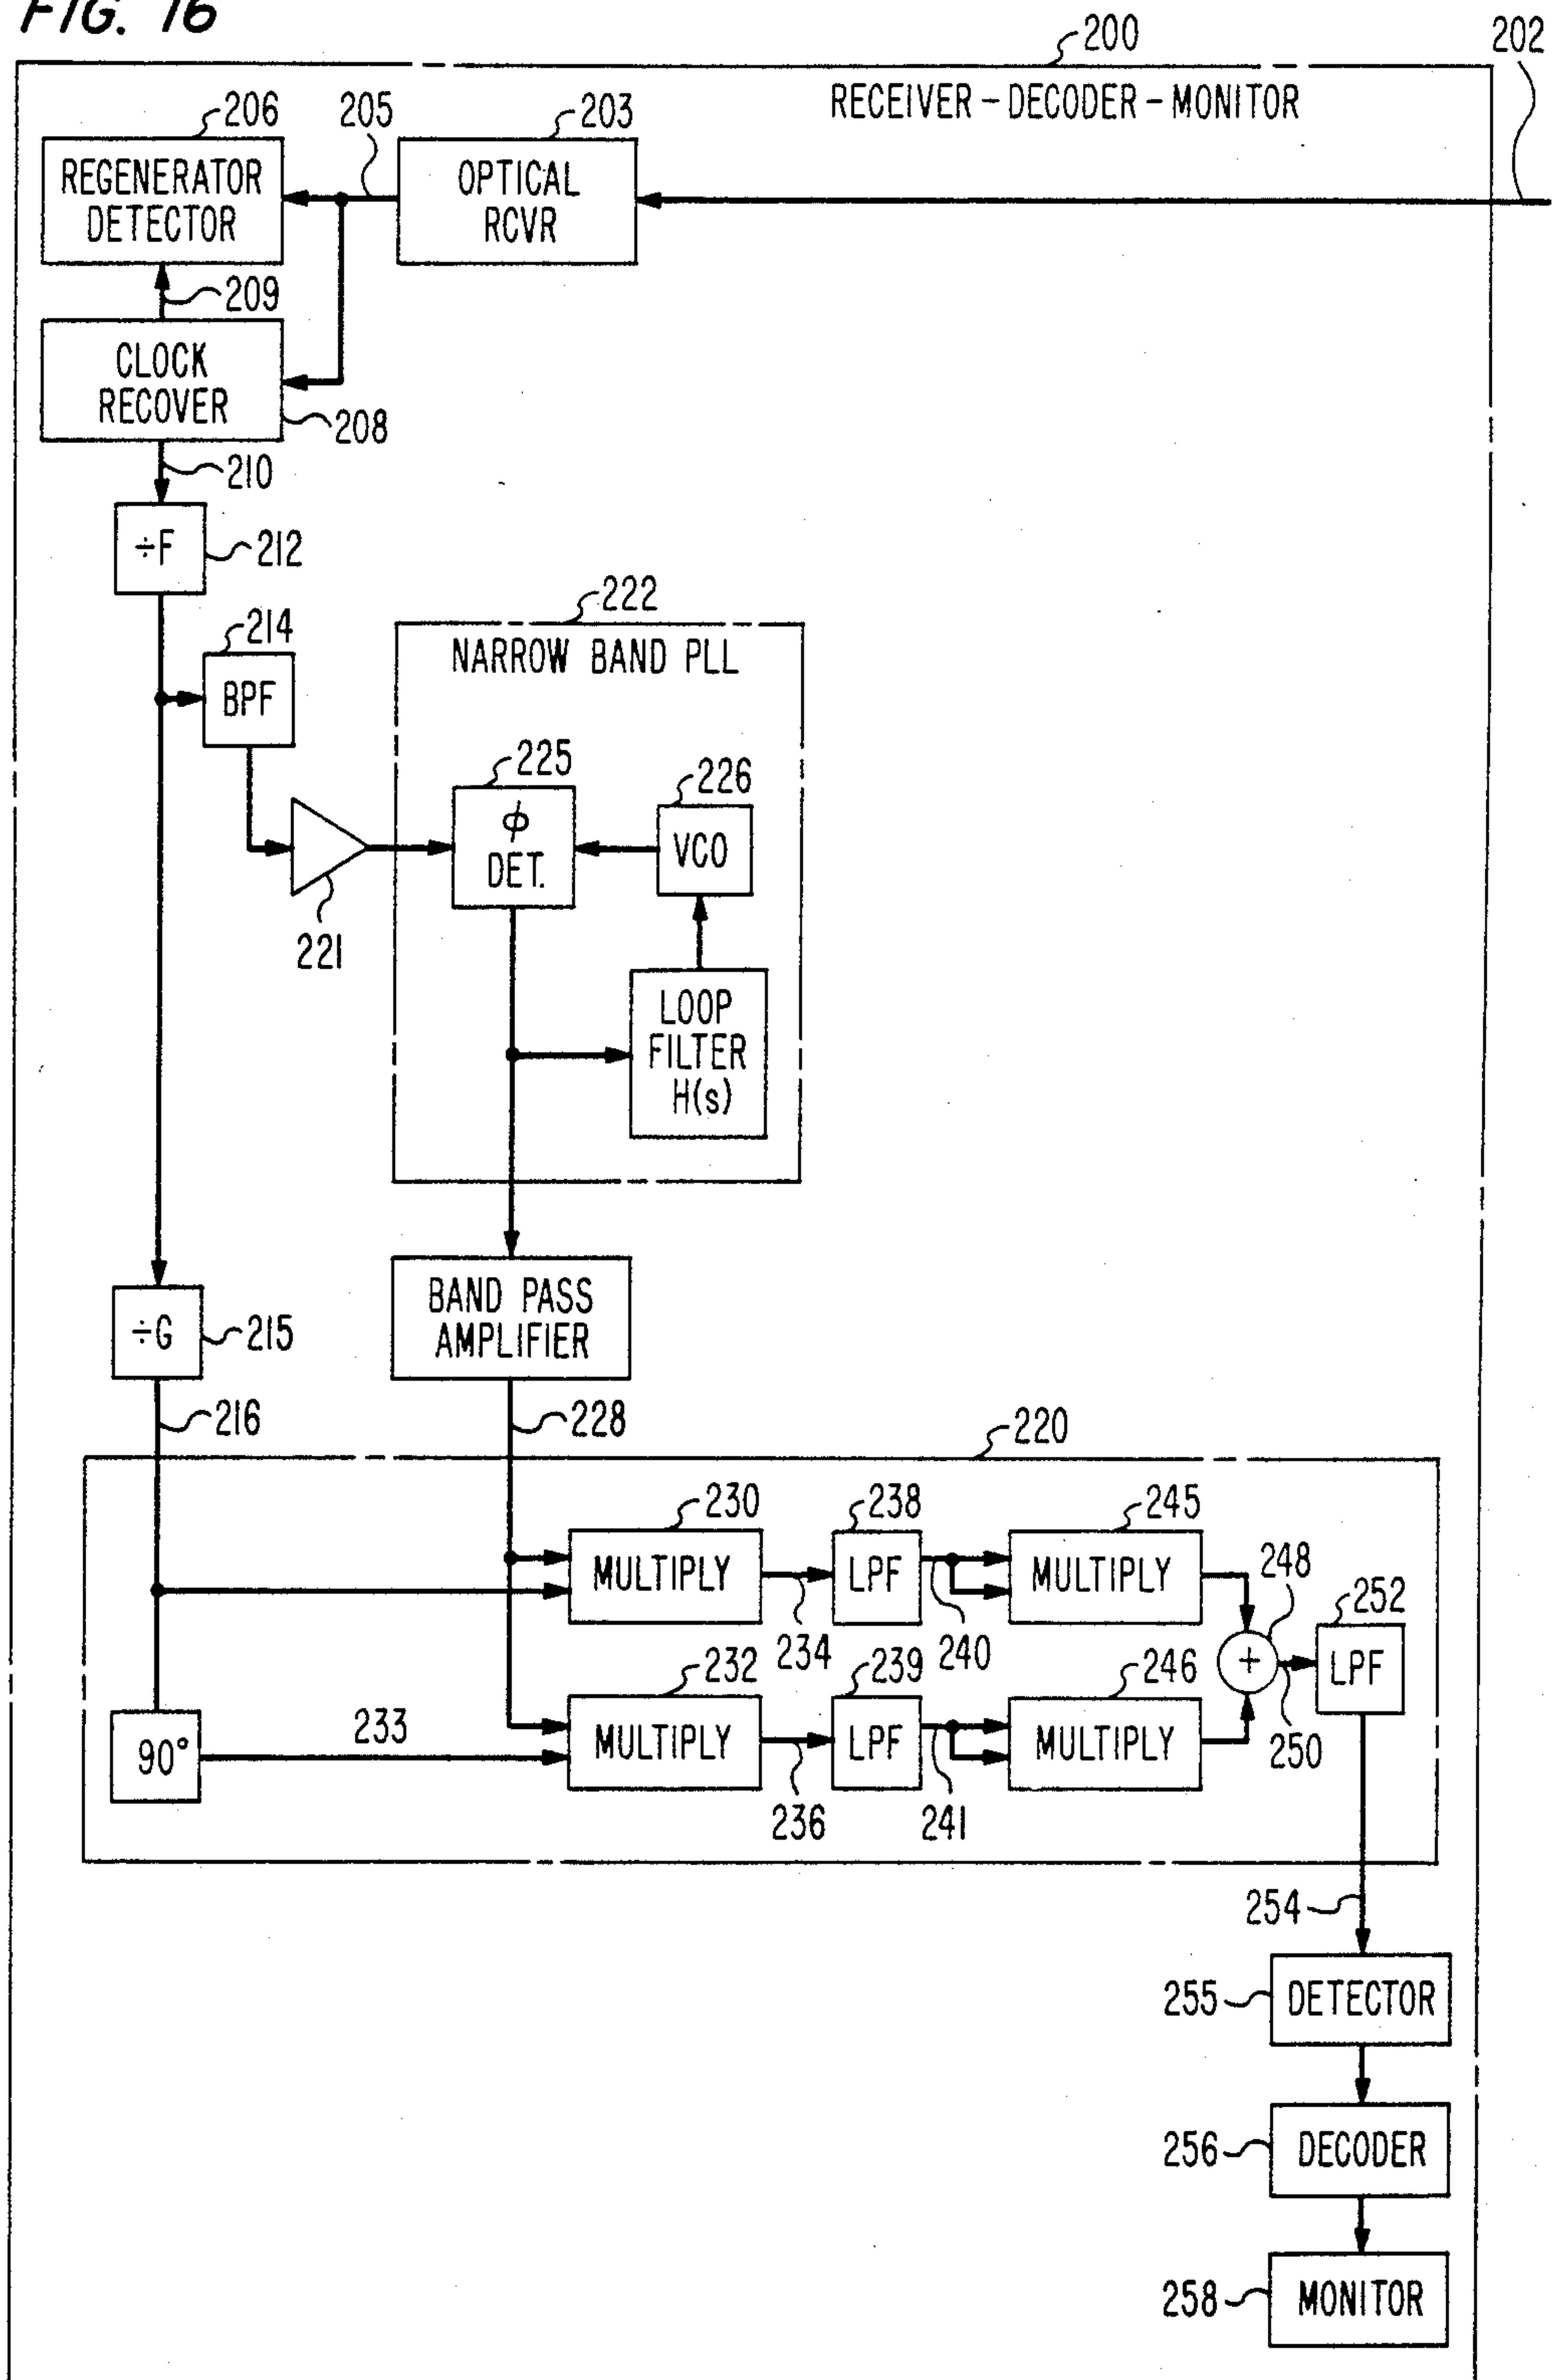 FIG. 16
200
202
RECEIVER - DECODER - MONITOR
206
205
203
REGENERATOR
DETECTOR
OPTICAL
RCVR
209
CLOCK
RECOVER
208
210
÷F
212
214
BPF
222
NARROW BAND PLL
225
ϕ
DET.
226
VCO
221
LOOP
FILTER
H(s)
BAND PASS
AMPLIFIER
÷G
215
216
228
220
230
MULTIPLY
238
LPF
245
MULTIPLY
248
234
240
252
+
LPF
232
MULTIPLY
239
LPF
246
MULTIPLY
250
90°
233
236
241
254
255
DETECTOR
256
DECODER
258
MONITOR